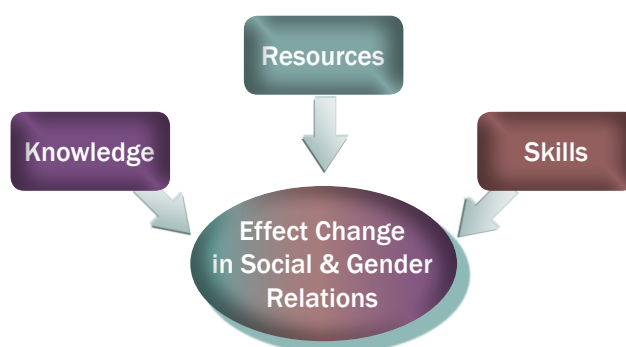 Resources
Knowledge
Skills
Effect Change
in Social & Gender
Relations